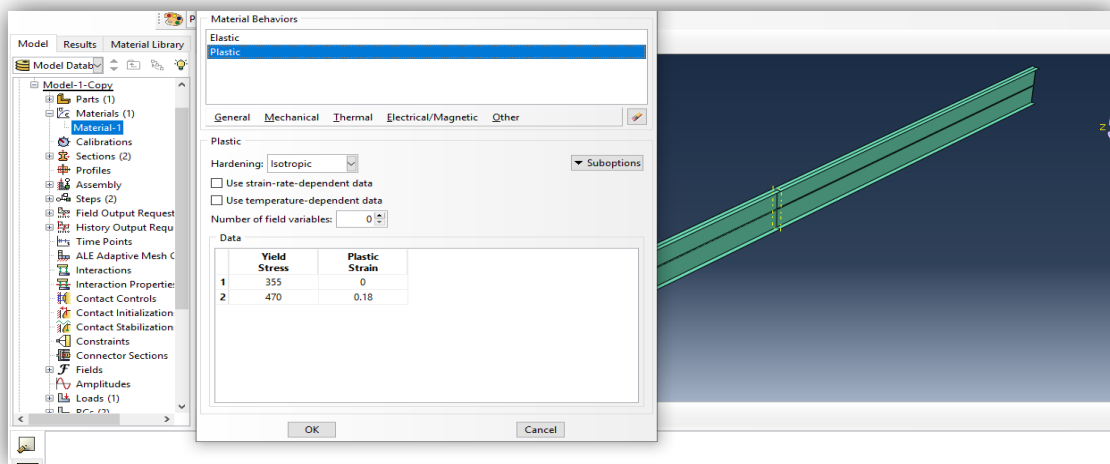 P
Model Results Material Library
Model Datab
Model-1-Copy
Parts (1)
Materials (1)
Material-1
Calibrations
Sections (2)
Profiles
Assembly
Steps (2)
Field Output Request
History Output Requ
Time Points
ALE Adaptive Mesh C
Interactions
Interaction Propertie
Contact Controls
Contact Initialization
Contact Stabilization
Constraints
Connector Sections
Fields
Amplitudes
Loads (1)
BCs (2)
Material Behaviors
Elastic
Plastic
General Mechanical Thermal Electrical/Magnetic Other
Plastic
Hardening: Isotropic
Suboptions
Use strain-rate-dependent data
Use temperature-dependent data
Number of field variables: 0
Data
Yield Plastic
Stress Strain
1 355 0
2 470 0.18
OK Cancel
Z